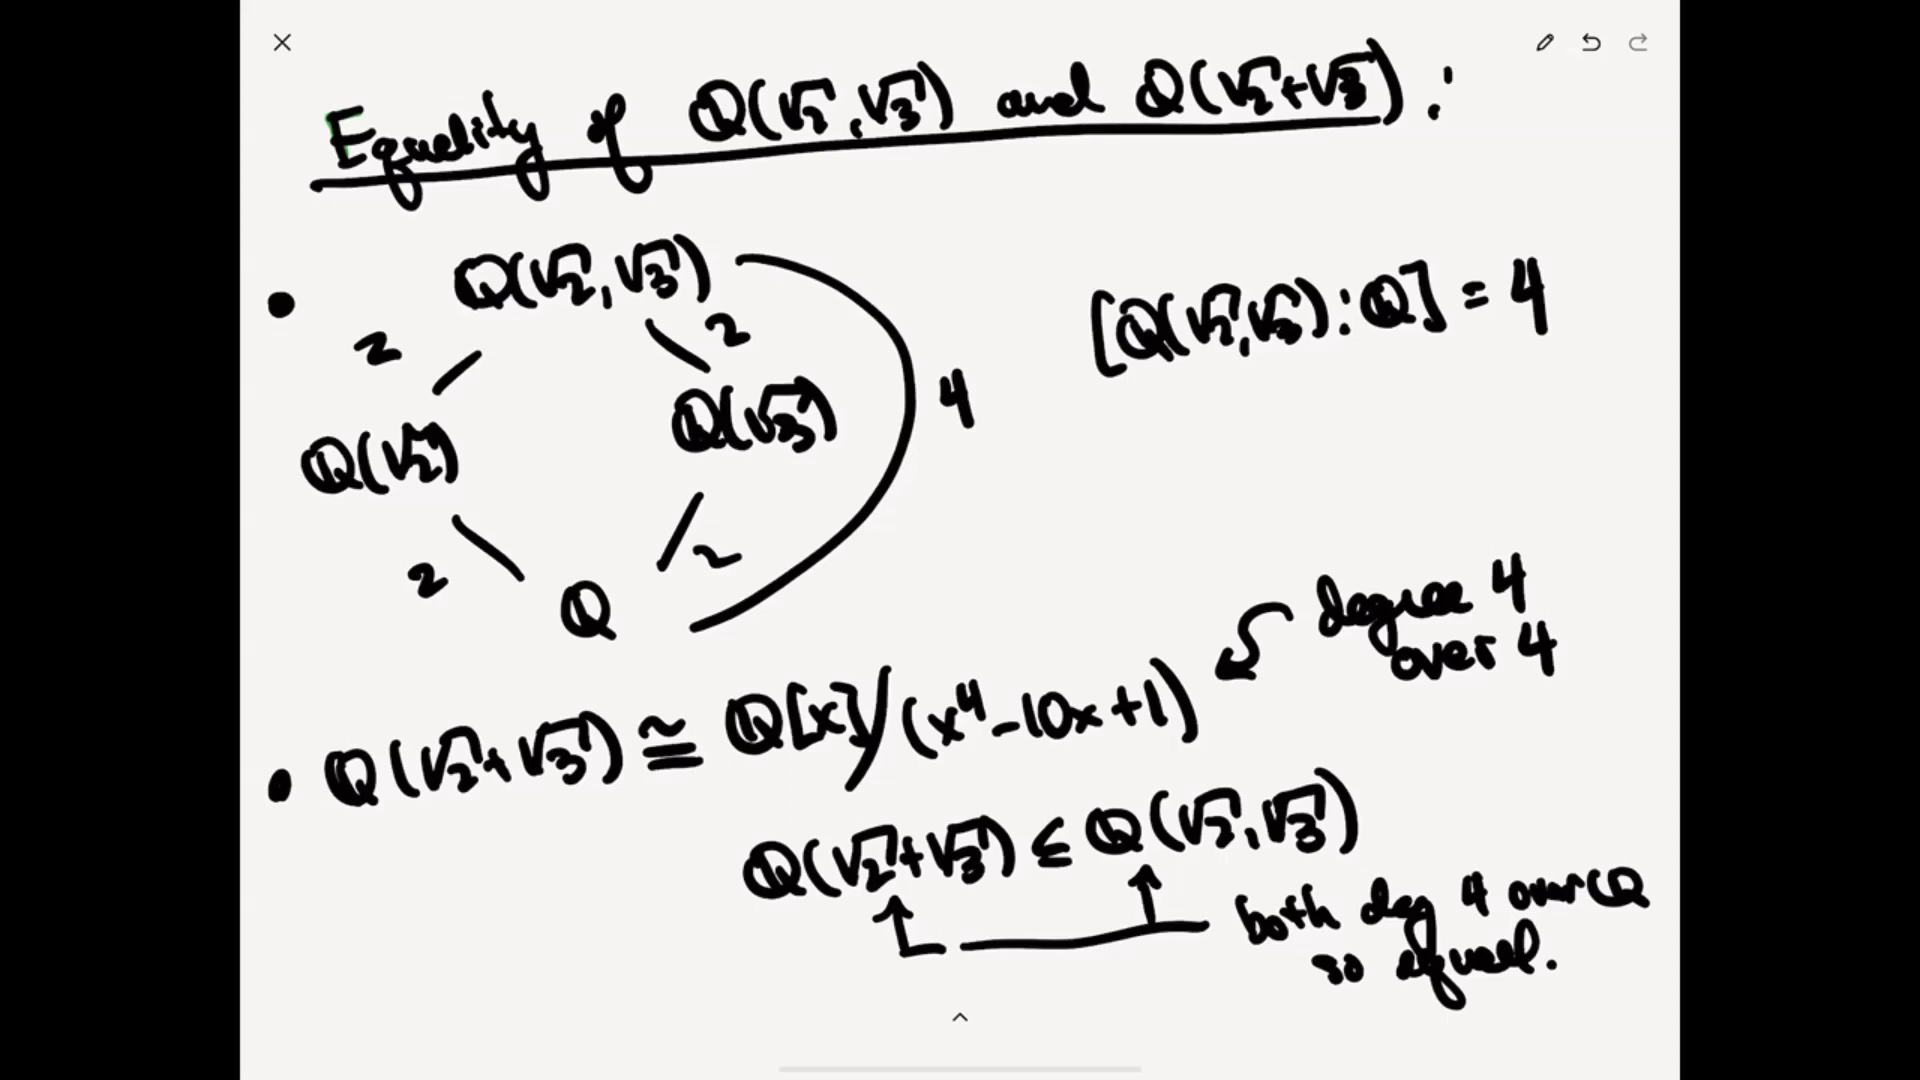 Equality of Q(√2,√3) and Q(√2+√3):
Q(√2,√3)
2 2
Q(√2) Q(√3) 4
2 2
Q
[Q(√2,√3):Q] = 4
degree 4
over 4
Q(√2+√3) ≅ Q[x]/(x⁴-10x+1)
Q(√2+√3) ≤ Q(√2,√3)
both deg 4 over Q
so equal.